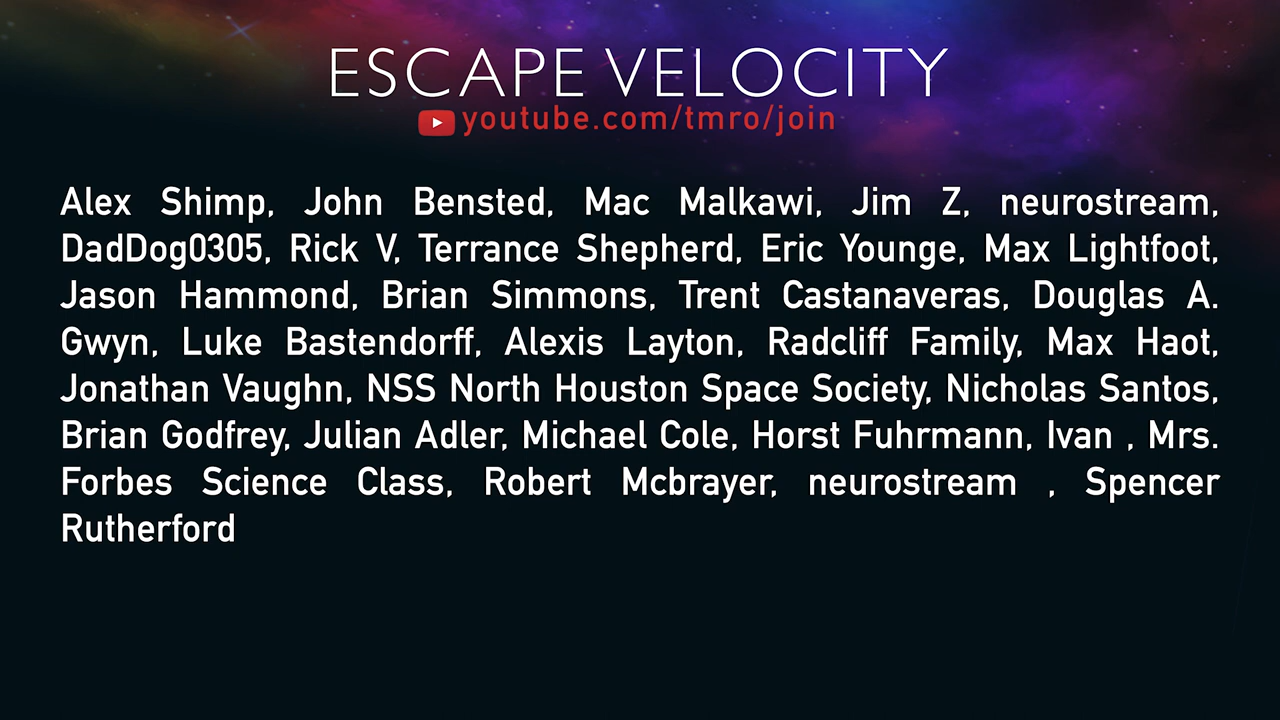 ESCAPE VELOCITY
youtube.com/tmro/join
Alex Shimp, John Bensted, Mac Malkawi, Jim Z, neurostream,
DadDog0305, Rick V, Terrance Shepherd, Eric Younge, Max Lightfoot,
Jason Hammond, Brian Simmons, Trent Castanaveras, Douglas A.
Gwyn, Luke Bastendorff, Alexis Layton, Radcliff Family, Max Haot,
Jonathan Vaughn, NSS North Houston Space Society, Nicholas Santos,
Brian Godfrey, Julian Adler, Michael Cole, Horst Fuhrmann, Ivan , Mrs.
Forbes Science Class, Robert Mcbrayer, neurostream , Spencer
Rutherford